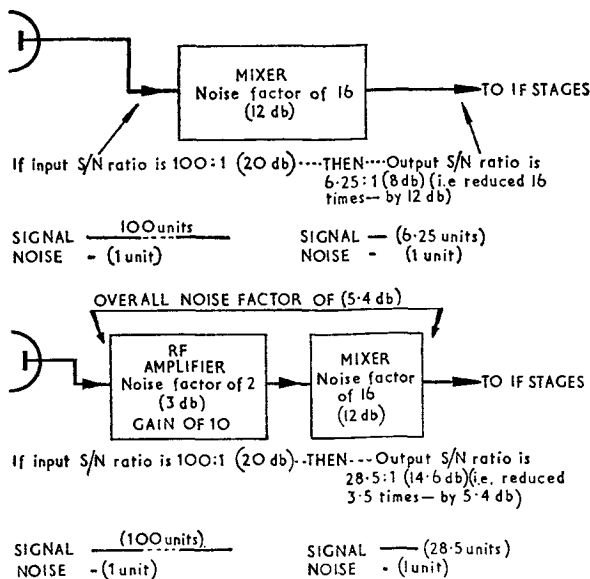 MIXER
Noise factor of 16
(12 db)
TO IF STAGES
If input S/N ratio is 100:1 (20 db)·····THEN····Output S/N ratio is
6·25:1 (8 db) (i.e reduced 16
times— by 12 db)
100 units
SIGNAL
NOISE - (1 unit)
SIGNAL — (6·25 units)
NOISE - (1 unit)
OVERALL NOISE FACTOR OF (5·4 db)
RF
AMPLIFIER
Noise factor of 2
(3 db)
GAIN OF 10
MIXER
Noise factor
of 16
(12 db)
TO IF STAGES
If input S/N ratio is 100:1 (20 db)--THEN---Output S/N ratio is
28·5:1 (14·6 db)(i.e. reduced
3·5 times— by 5·4 db)
(100 units)
SIGNAL
NOISE -(1 unit)
SIGNAL —(28·5 units)
NOISE - (1unit)